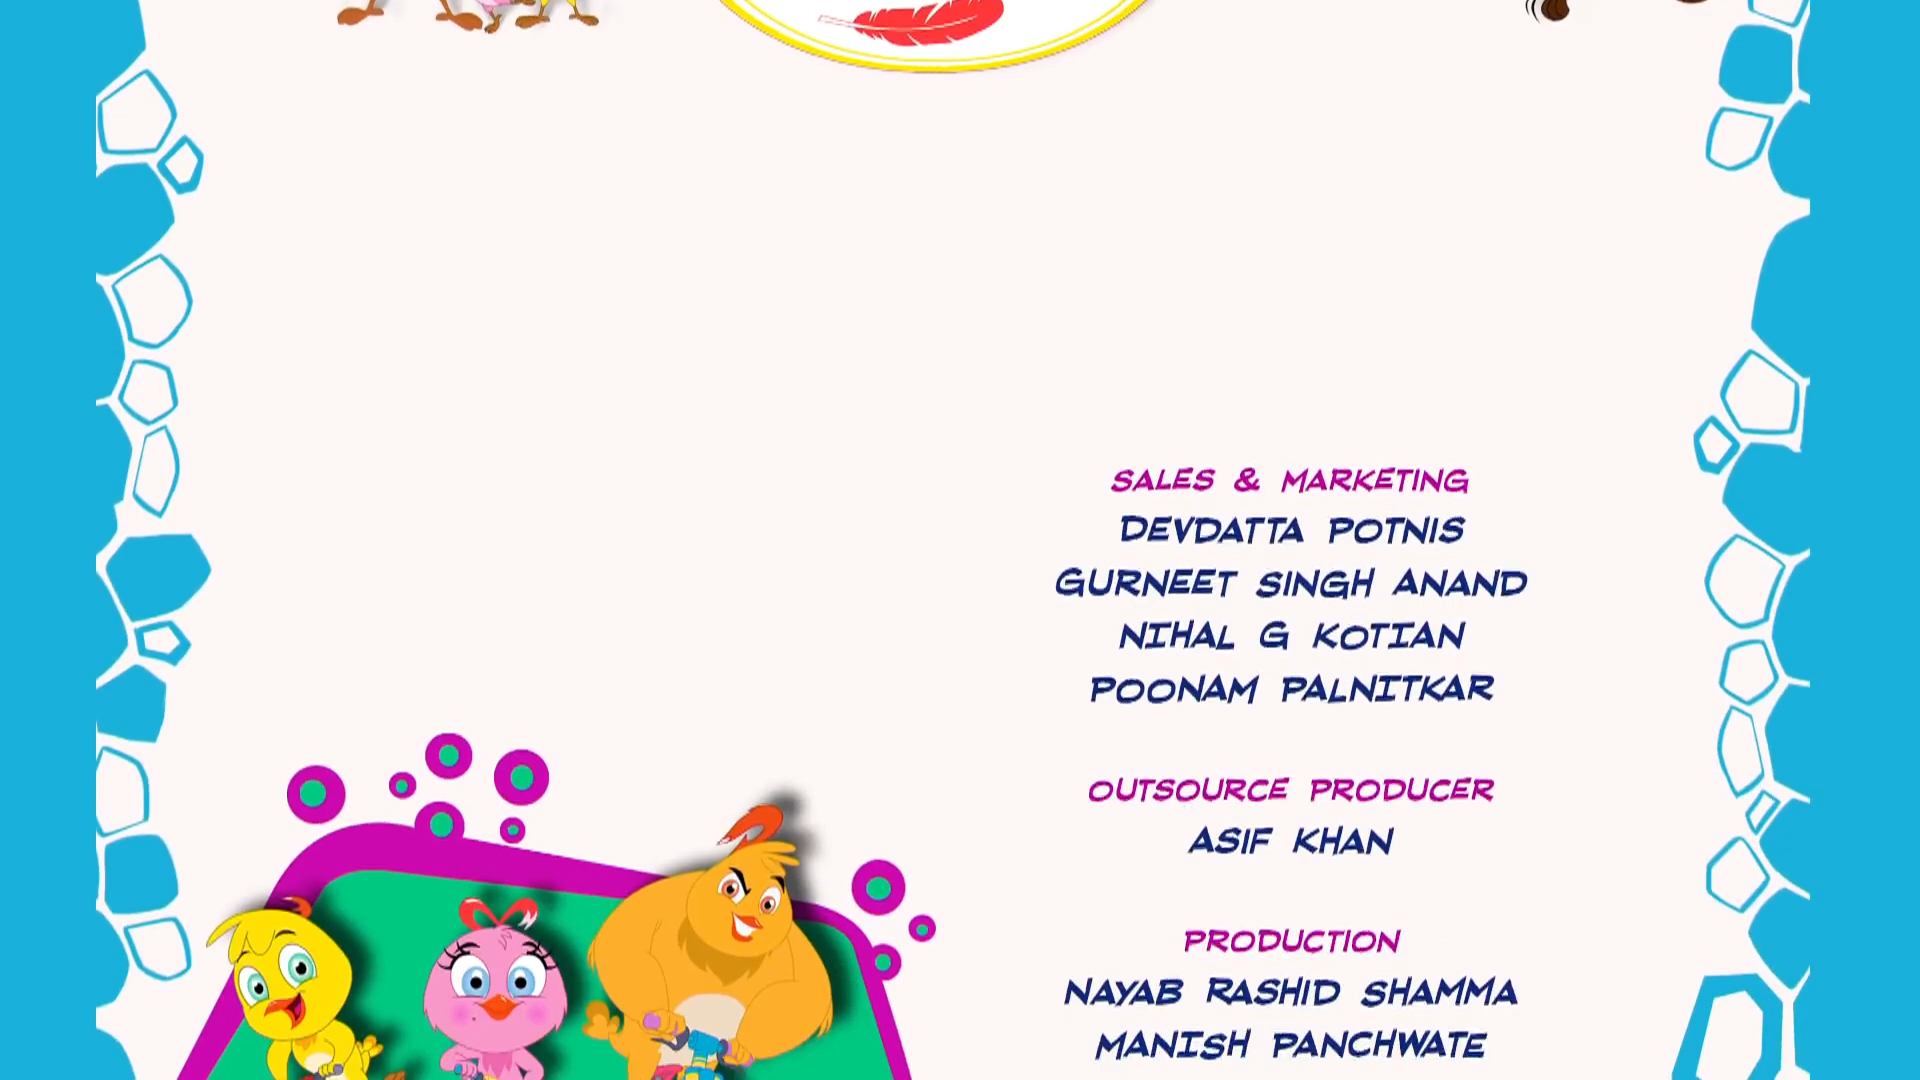 SALES & MARKETING
DEVDATTA POTNIS
GURNEET SINGH ANAND
NIHAL G KOTIAN
POONAM PALNITKAR
OUTSOURCE PRODUCER
ASIF KHAN
PRODUCTION
NAYAB RASHID SHAMMA
MANISH PANCHWATE